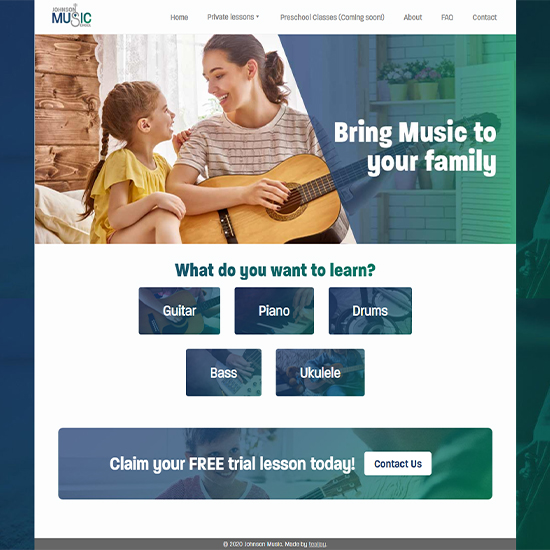 JOHNSON
MUSIC
Home Private lessons Preschool Classes (Coming soon!) About FAQ Contact
Bring Music to
your family
What do you want to learn?
Guitar Piano Drums
Bass Ukulele
Claim your FREE trial lesson today! Contact Us
© 2020 Johnson Music. Made by